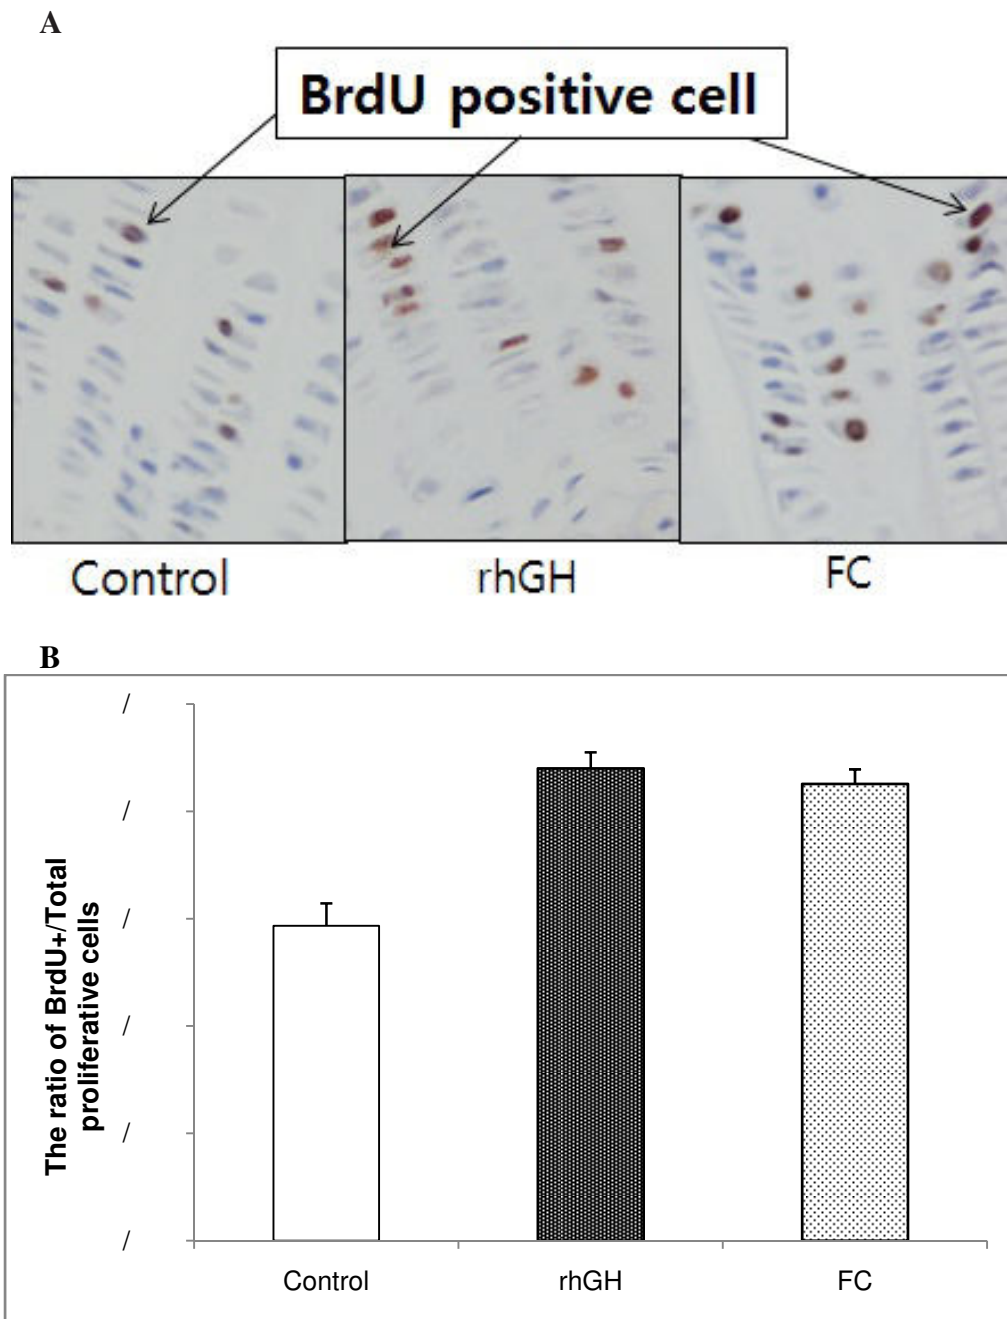 A
BrdU positive cell
Control
rhGH
FC
B
/
/
/
/
/
/
The ratio of BrdU+/Total
proliferative cells
Control
rhGH
FC